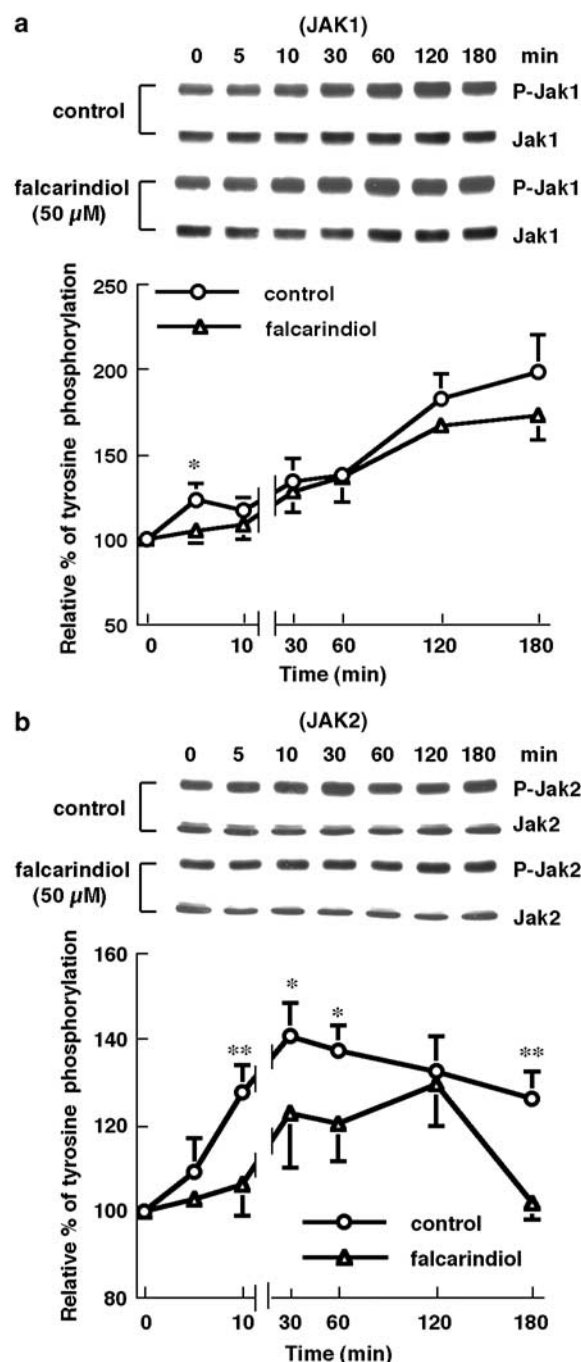 a
(JAK1)
0 5 10 30 60 120 180 min
control
P-Jak1
Jak1
falcarindiol
(50 µM)
P-Jak1
Jak1
Relative % of tyrosine phosphorylation
250
200
150
100
50
control
falcarindiol
*
0 10 30 60 120 180
Time (min)
b
(JAK2)
0 5 10 30 60 120 180 min
control
P-Jak2
Jak2
falcarindiol
(50 µM)
P-Jak2
Jak2
Relative % of tyrosine phosphorylation
160
140
120
100
80
**
*
*
**
control
falcarindiol
0 10 30 60 120 180
Time (min)